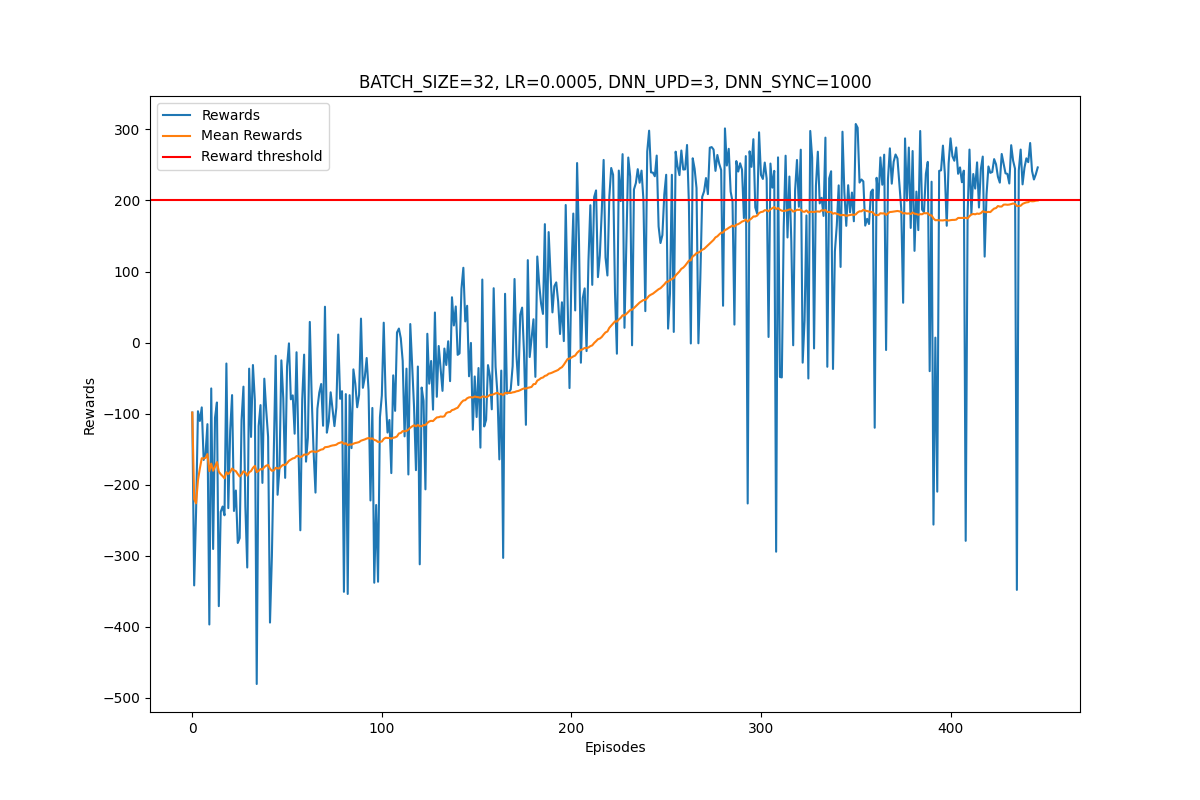 BATCH_SIZE=32, LR=0.0005, DNN_UPD=3, DNN_SYNC=1000
Rewards
Mean Rewards
Reward threshold
300
200
100
0
−100
−200
−300
−400
−500
Rewards
0
100
200
300
400
Episodes